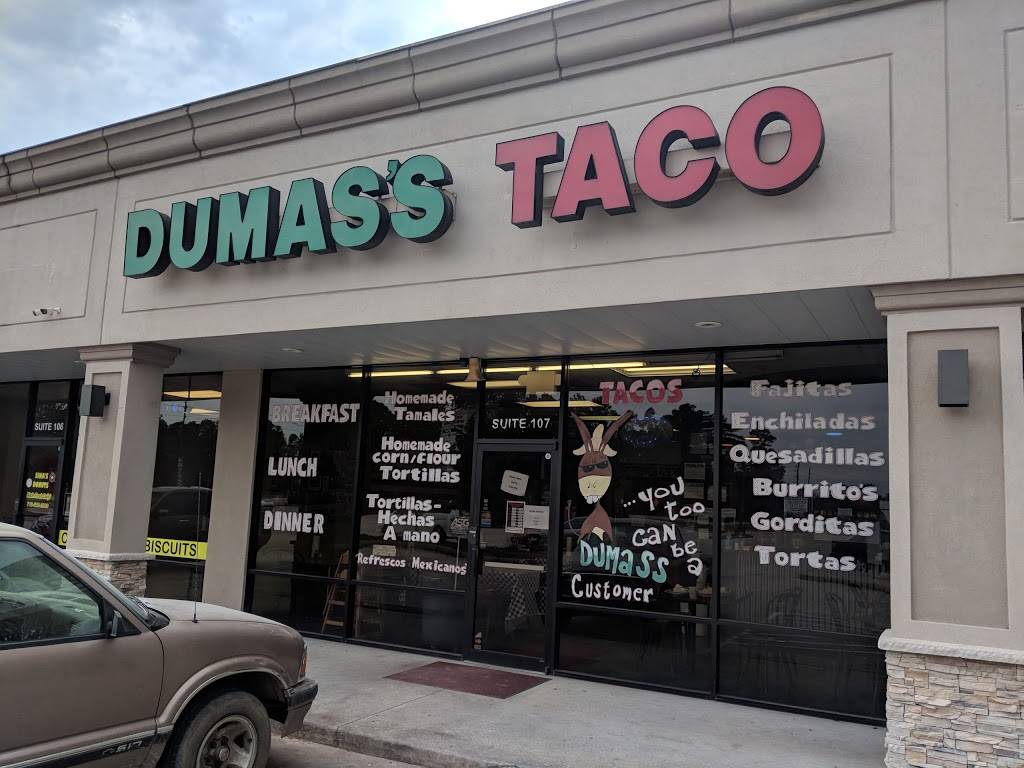 DUMAS'S TACO
SUITE 106
BISCUITS
BREAKFAST
LUNCH
DINNER
Homemade
Tamales
Homemade
corn/flour
Tortillas
Tortillas-
Hechas
A mano
Refrescos Mexicanos
SUITE 107
TACOS
...you
too
can
be
a
DUMASS
Customer
Fajitas
Enchiladas
Quesadillas
Burritos
Gorditas
Tortas